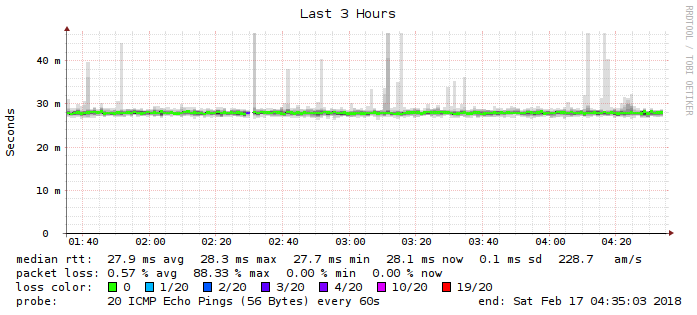 Last 3 Hours
RRDTOOL / TOBI OETIKER
Seconds
40 m
30 m
20 m
10 m
0
01:40 02:00 02:20 02:40 03:00 03:20 03:40 04:00 04:20
median rtt: 27.9 ms avg 28.3 ms max 27.7 ms min 28.1 ms now 0.1 ms sd 228.7 am/s
packet loss: 0.57 % avg 88.33 % max 0.00 % min 0.00 % now
loss color: 0 1/20 2/20 3/20 4/20 10/20 19/20
probe: 20 ICMP Echo Pings (56 Bytes) every 60s end: Sat Feb 17 04:35:03 2018